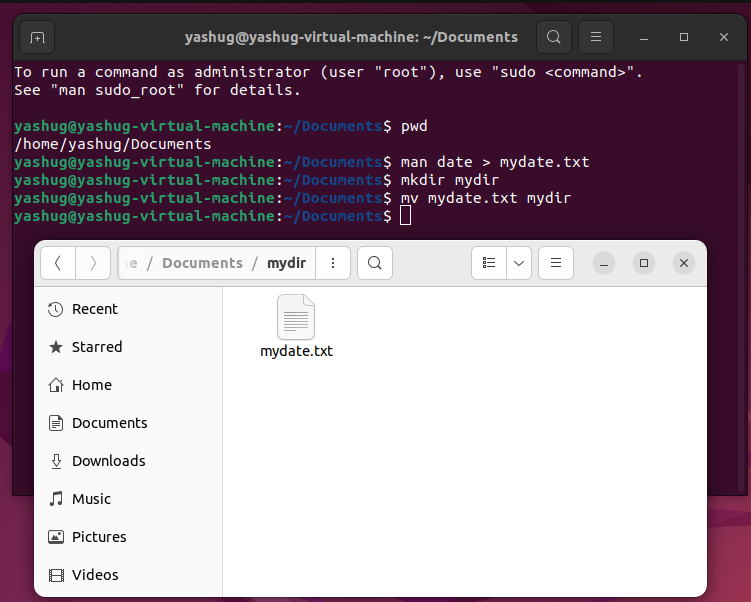 yashug@yashug-virtual-machine: ~/Documents
To run a command as administrator (user "root"), use "sudo <command>".
See "man sudo_root" for details.
yashug@yashug-virtual-machine:~/Documents$ pwd
/home/yashug/Documents
yashug@yashug-virtual-machine:~/Documents$ man date > mydate.txt
yashug@yashug-virtual-machine:~/Documents$ mkdir mydir
yashug@yashug-virtual-machine:~/Documents$ mv mydate.txt mydir
yashug@yashug-virtual-machine:~/Documents$
ne / Documents / mydir
Recent
mydate.txt
Starred
Home
Documents
Downloads
Music
Pictures
Videos